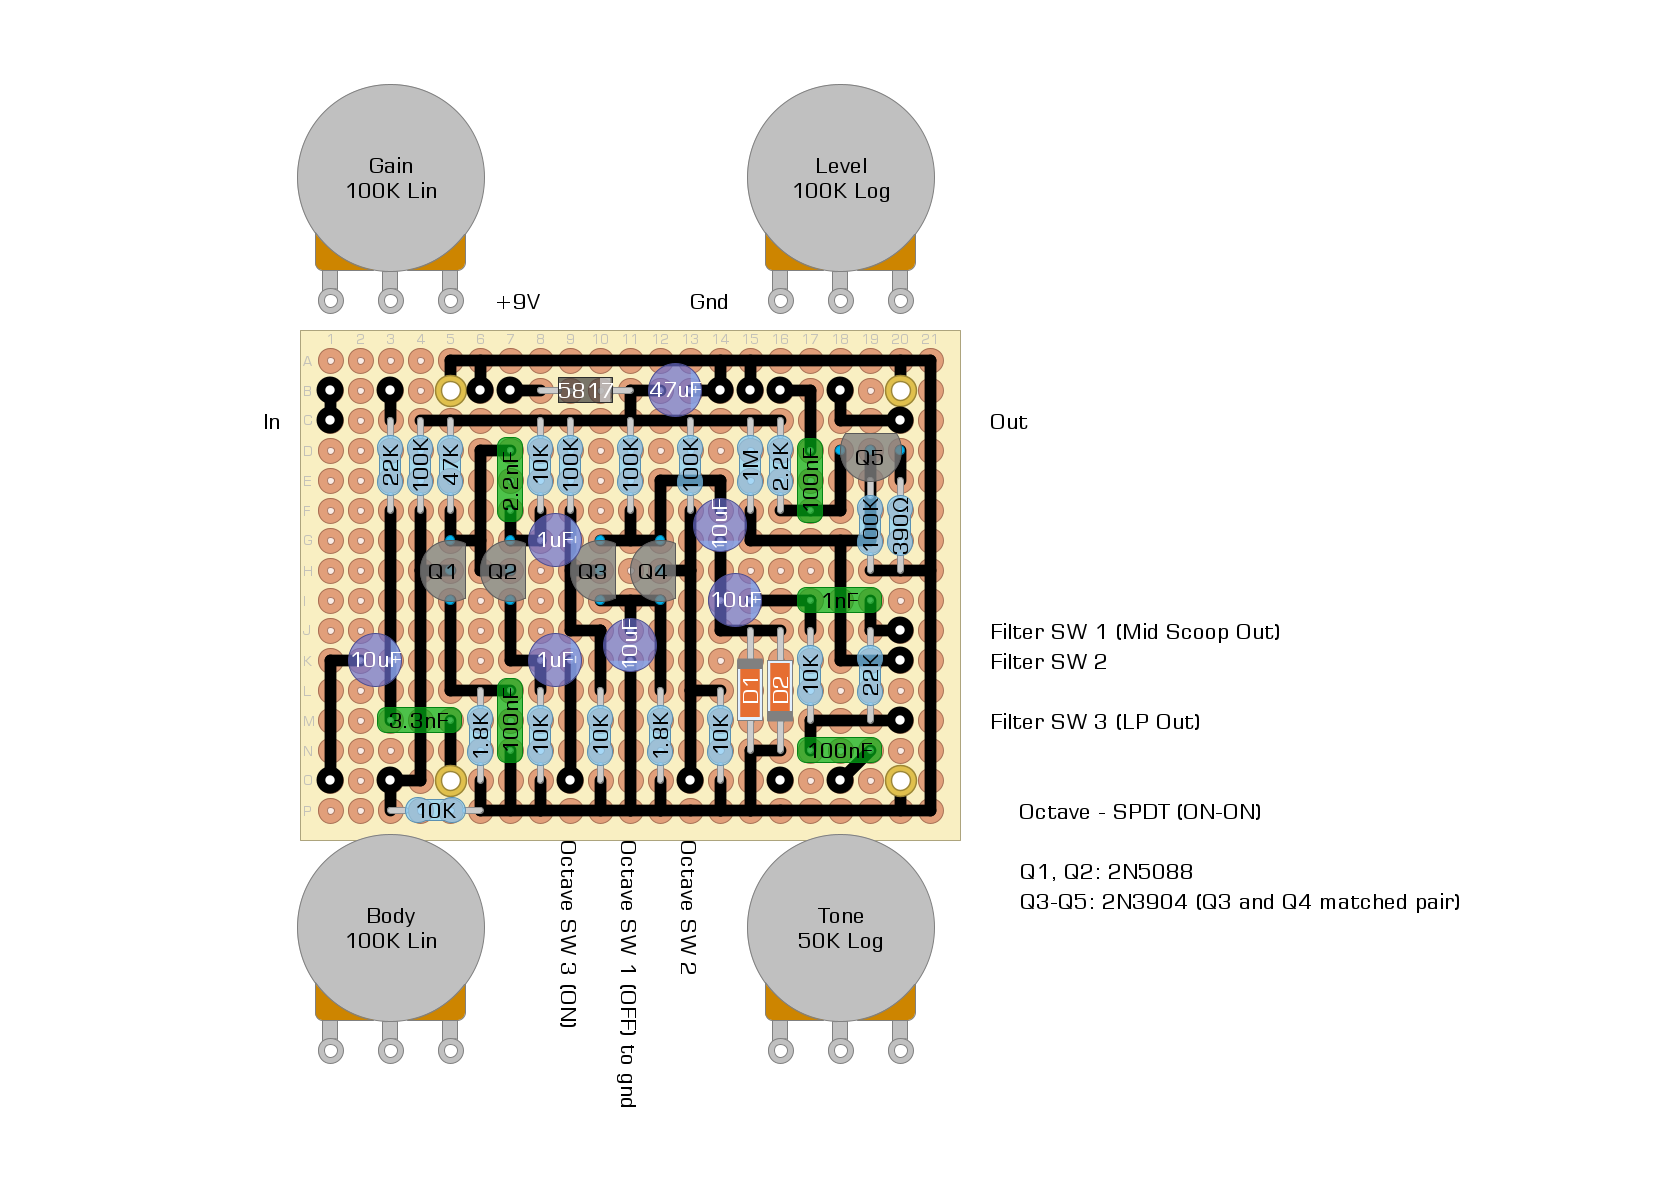 Gain
100K Lin
Level
100K Log
+9V
Gnd
1 2 3 4 5 6 7 8 9 10 11 12 13 14 15 16 17 18 19 20 21
A
B
5817
47uF
In
C
Out
D
22K
100K
47K
2.2nF
10K
100K
100K
100K
1M
2.2K
100nF
Q5
E
F
10uF
100K
390Ω
G
1uF
H
Q1
Q2
Q3
Q4
I
10uF
1nF
J
Filter SW 1 (Mid Scoop Out)
K
10uF
1uF
10uF
10K
22K
Filter SW 2
L
D1
D2
M
3.3nF
1.8K
100nF
10K
10K
1.8K
10K
Filter SW 3 (LP Out)
N
100nF
O
P
10K
Octave - SPDT (ON-ON)
Octave SW 3 (ON)
Octave SW 1 (OFF) to gnd
Octave SW 2
Q1, Q2: 2N5088
Q3-Q5: 2N3904 (Q3 and Q4 matched pair)
Body
100K Lin
Tone
50K Log